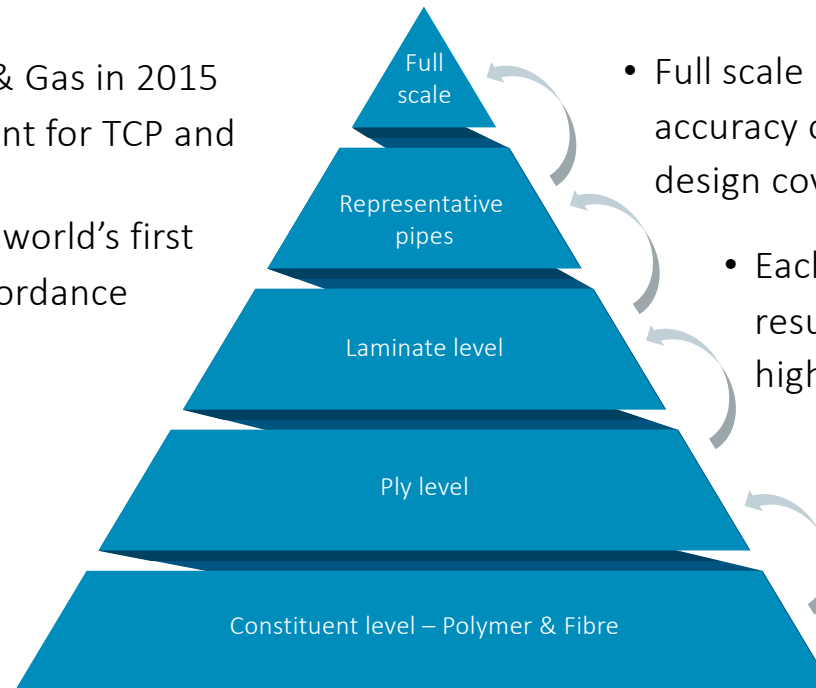 & Gas in 2015
nt for TCP and
world's first
ordance
Full
scale
Representative
pipes
Laminate level
Ply level
Constituent level – Polymer & Fibre
• Full scale
accuracy
design
• Each
resu
high